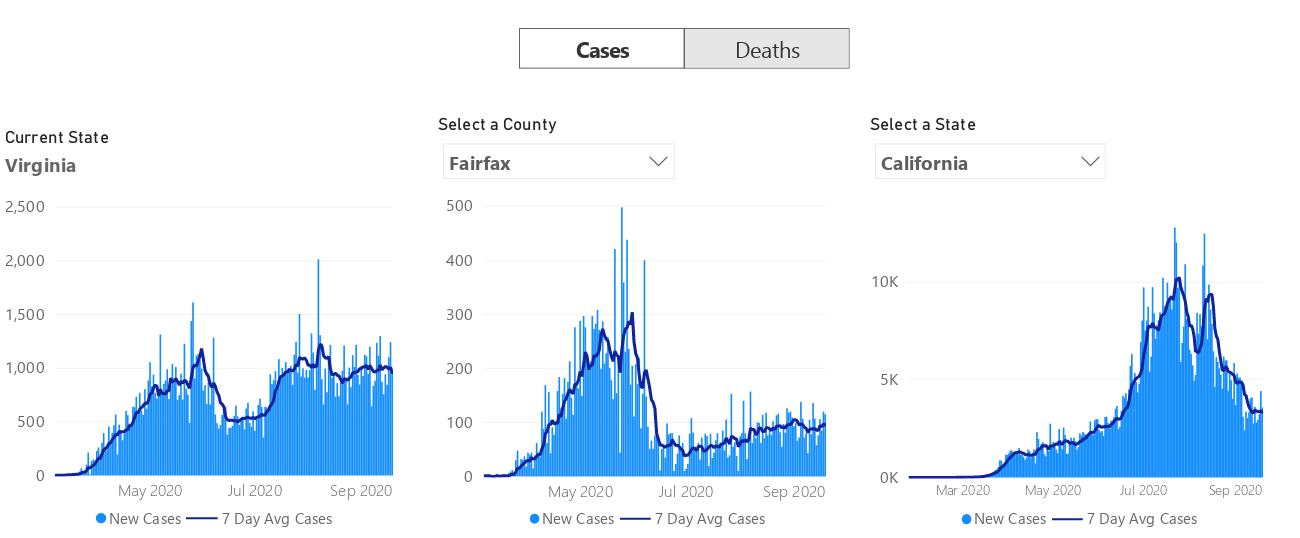 Cases Deaths
Current State
Virginia
2,500
2,000
1,500
1,000
500
0
May 2020 Jul 2020 Sep 2020
New Cases 7 Day Avg Cases
Select a County
Fairfax
500
400
300
200
100
0
May 2020 Jul 2020 Sep 2020
New Cases 7 Day Avg Cases
Select a State
California
10K
5K
0K
Mar 2020 May 2020 Jul 2020 Sep 2020
New Cases 7 Day Avg Cases